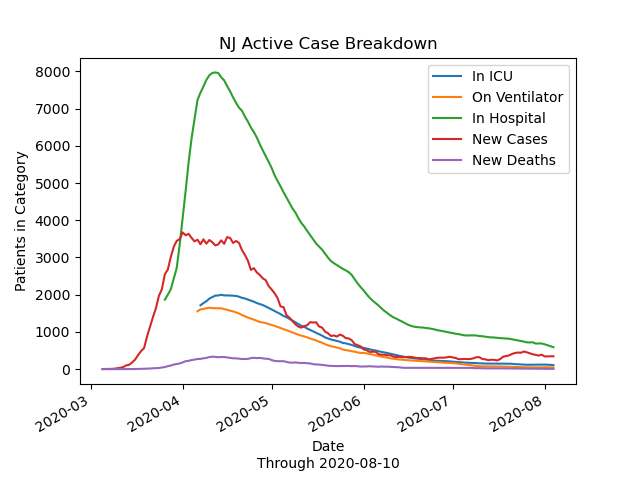 NJ Active Case Breakdown
In ICU
On Ventilator
In Hospital
New Cases
New Deaths
Patients in Category
8000
7000
6000
5000
4000
3000
2000
1000
0
2020-03
2020-04
2020-05
2020-06
2020-07
2020-08
Date
Through 2020-08-10